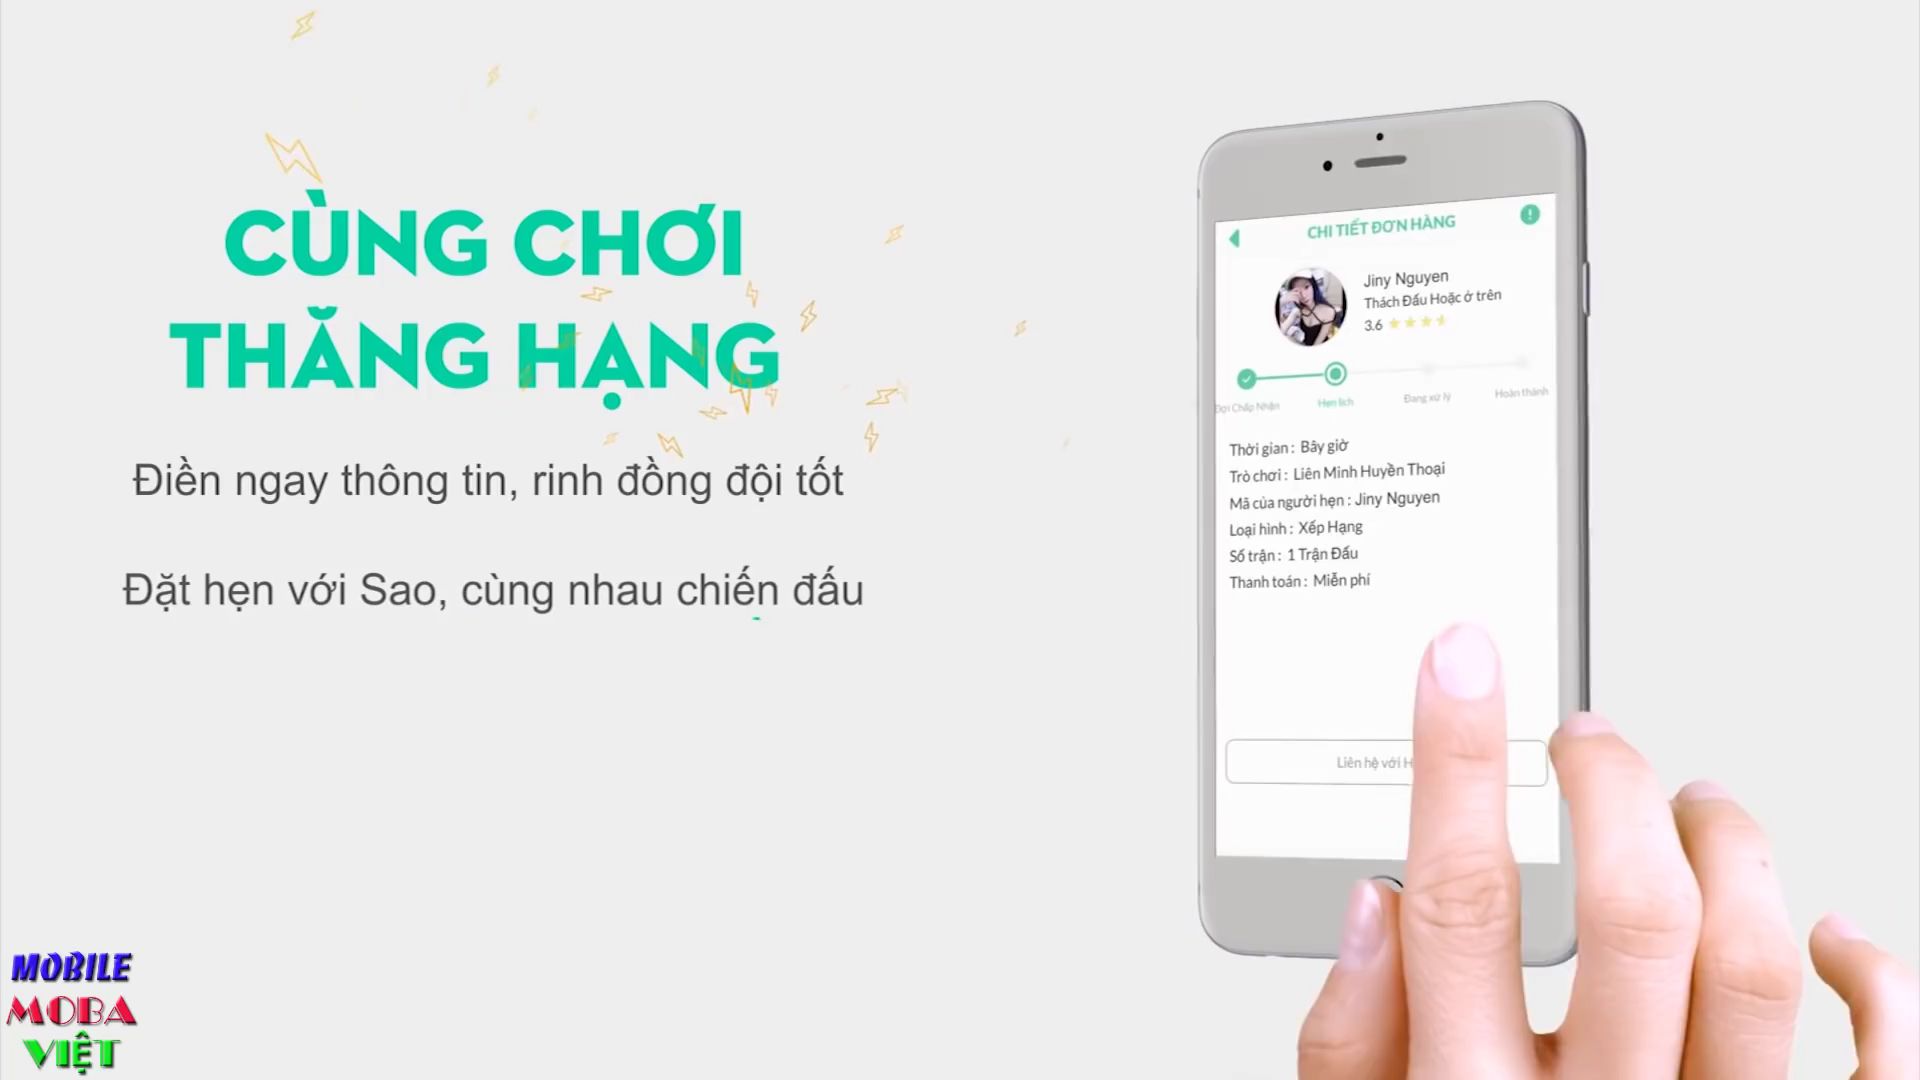 CÙNG CHƠI
THĂNG HẠNG
Điền ngay thông tin, rinh đồng đội tốt
Đặt hẹn với Sao, cùng nhau chiến đấu
CHI TIẾT ĐƠN HÀNG
Jiny Nguyen
Thách Đấu Hoặc ở trên
3.6
Đợi Chấp Nhận
Hẹn lịch
Đang xử lý
Hoàn thành
Thời gian : Bây giờ
Trò chơi : Liên Minh Huyền Thoại
Mã của người hẹn : Jiny Nguyen
Loại hình : Xếp Hạng
Số trận : 1 Trận Đấu
Thanh toán : Miễn phí
Liên hệ với
MOBILE
MOBA
VIỆT